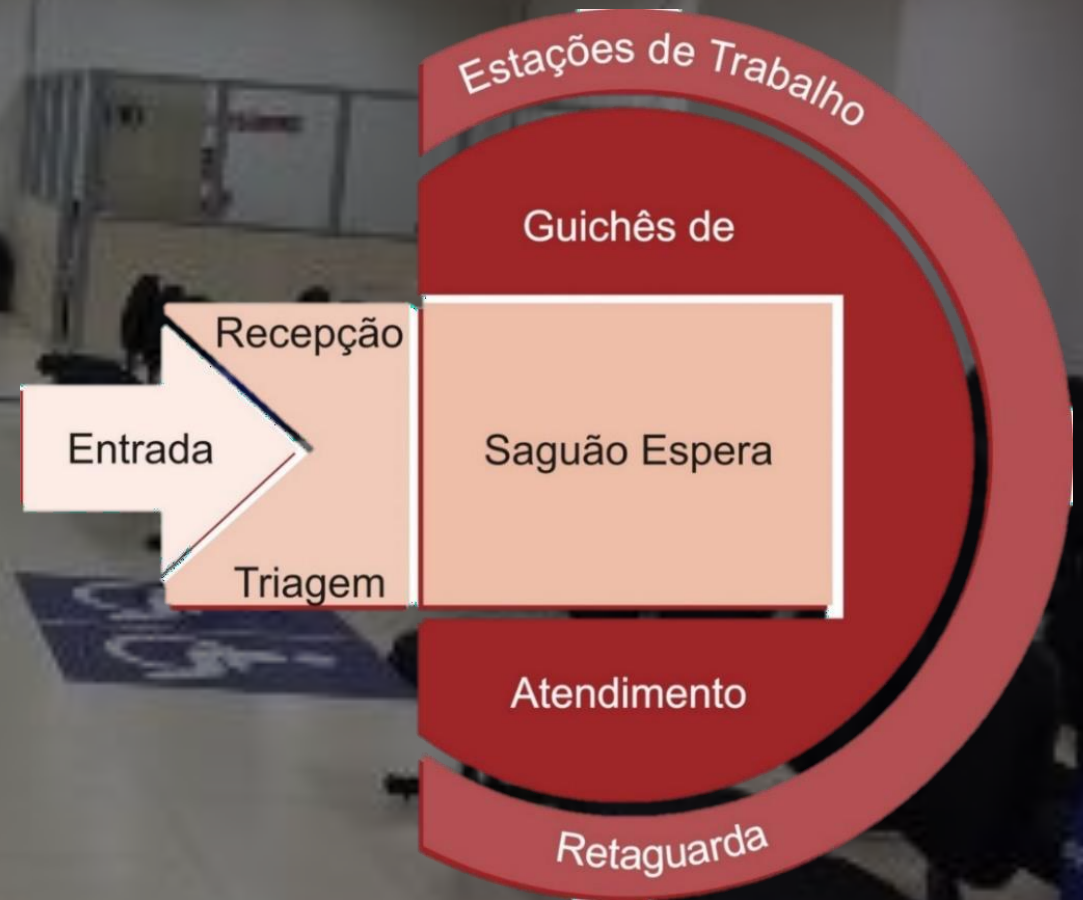 Estações de Trabalho
Guichês de
Recepção
Entrada
Saguão Espera
Triagem
Atendimento
Retaguarda